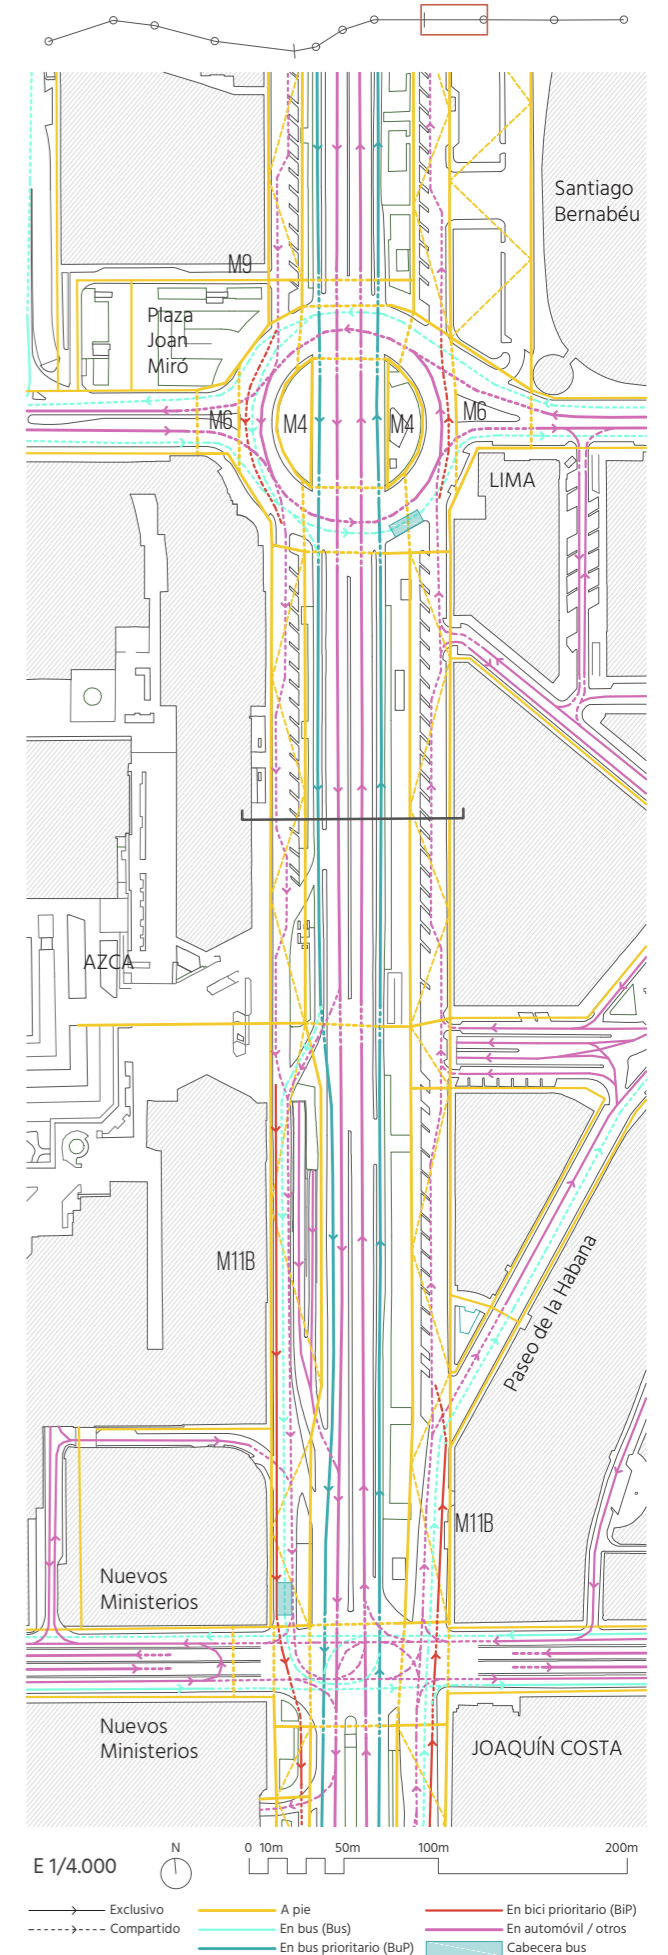 Santiago
Bernabéu
M9
Plaza
Joan
Miró
M6
M4
M4
M6
LIMA
AZCA
M11B
Paseo de la Habana
M11B
Nuevos
Ministerios
Nuevos
Ministerios
JOAQUÍN COSTA
E 1/4.000
N
0 10m 50m 100m 200m
Exclusivo
Compartido
A pie
En bus (Bus)
En bus prioritario (BuP)
En bici prioritario (BiP)
En automóvil / otros
Cabecera bus